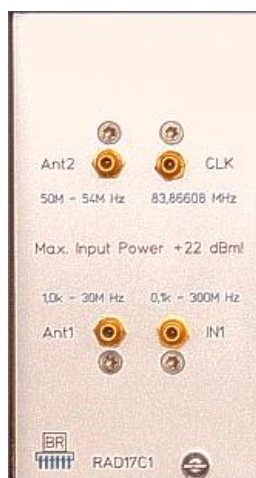 Ant2 CLK
50M - 54M Hz 83,86608 MHz
Max. Input Power +22 dBm!
1,0k - 30M Hz 0,1k - 300M Hz
Ant1 IN1
BR
RAD17C1